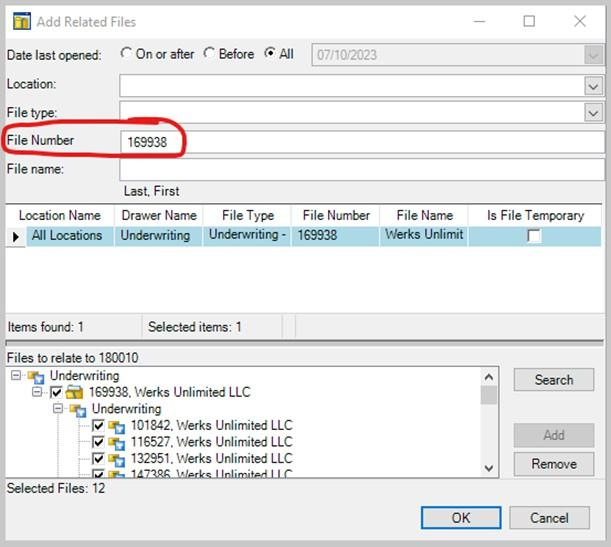 Add Related Files
Date last opened: On or after Before All 07/10/2023
Location:
File type:
File Number 169938
File name:
Last, First
Location Name Drawer Name File Type File Number File Name Is File Temporary
All Locations Underwriting Underwriting - 169938 Werks Unlimit
Items found: 1 Selected items: 1
Files to relate to 180010
Underwriting
169938, Werks Unlimited LLC
Underwriting
101842, Werks Unlimited LLC
116527, Werks Unlimited LLC
132951, Werks Unlimited LLC
147386, Werks Unlimited LLC
Search
Add
Remove
Selected Files: 12
OK Cancel